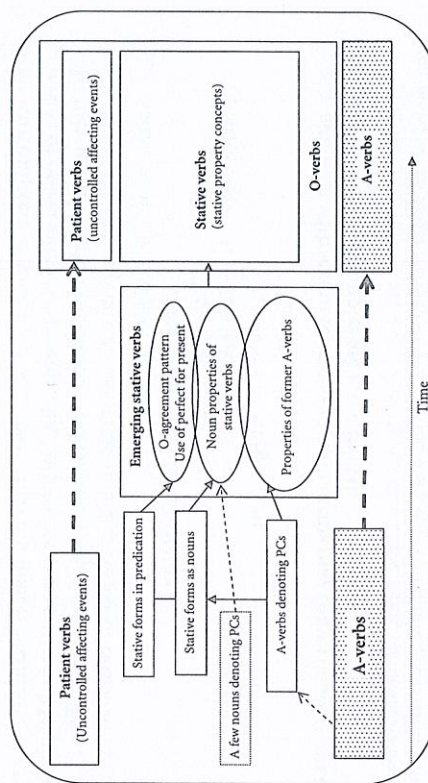 Patient verbs
(Uncontrolled affecting events)
Stative forms in predication
Stative forms as nouns
A few nouns denoting PCs
A-verbs denoting PCs
A-verbs
Emerging stative verbs
O-agreement pattern
Use of perfect for present
Noun properties of
stative verbs
Properties of former A-verbs
Patient verbs
(uncontrolled affecting events)
Stative verbs
(stative property concepts)
O-verbs
A-verbs
Time